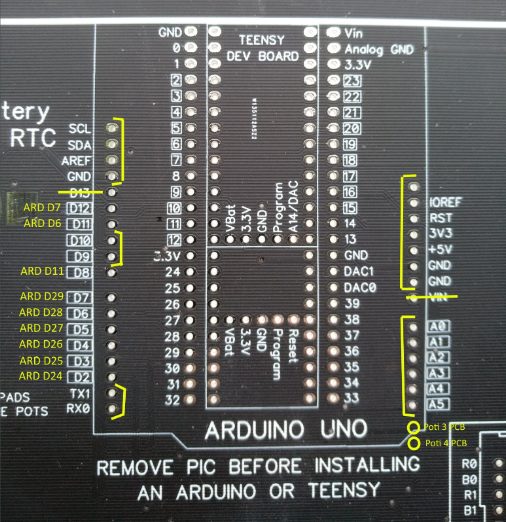 GND
0
1
2
3
4
5
6
7
8
9
10
11
12
3.3V
24
25
26
27
28
29
30
31
32
TEENSY
DEV BOARD
Vin
Analog GND
3.3V
23
22
21
20
19
18
17
16
15
14
13
GND
DAC1
DAC0
39
38
37
36
35
34
33
VBat
3.3V
GND
Program
A14/DAC
VBat
3.3V
GND
Program
Reset
tery
RTC
SCL
SDA
AREF
GND
D13
ARD D7 D12
ARD D6 D11
D10
D9
ARD D11 D8
ARD D29 D7
ARD D28 D6
ARD D27 D5
ARD D26 D4
ARD D25 D3
ARD D24 D2
PADS TX1
E POTS RX0
IOREF
RST
3V3
+5V
GND
GND
VIN
A0
A1
A2
A3
A4
A5
Poti 3 PCB
Poti 4 PCB
ARDUINO UNO
REMOVE PIC BEFORE INSTALLING
AN ARDUINO OR TEENSY
R0
B0
R1
B1